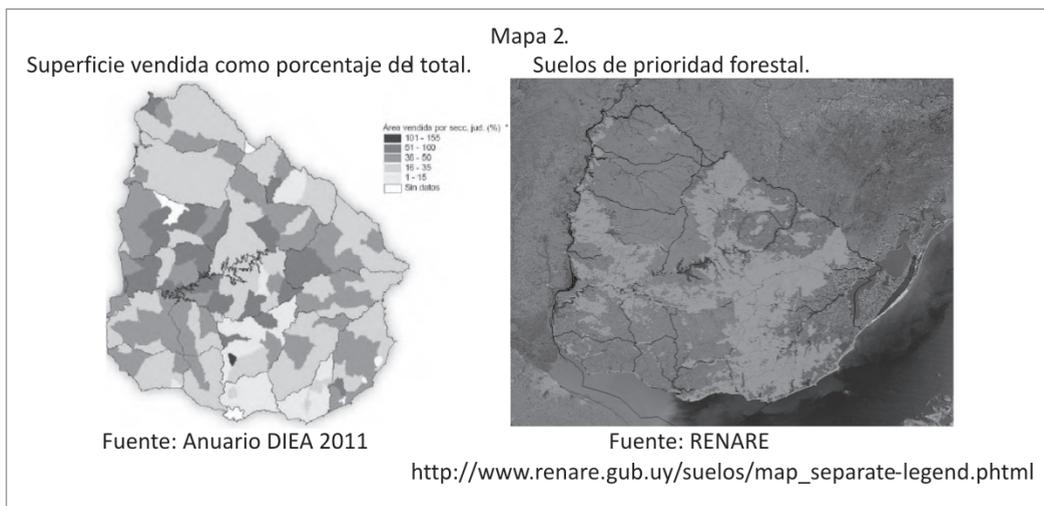 Mapa 2.
Superficie vendida como porcentaje del total.
Suelos de prioridad forestal.
Área vendida por secc. jud. (%) *
101 - 155
51 - 100
36 - 50
16 - 35
1 - 15
Sin datos
Fuente: Anuario DIEA 2011
Fuente: RENARE
http://www.renare.gub.uy/suelos/map_separate-legend.phtml